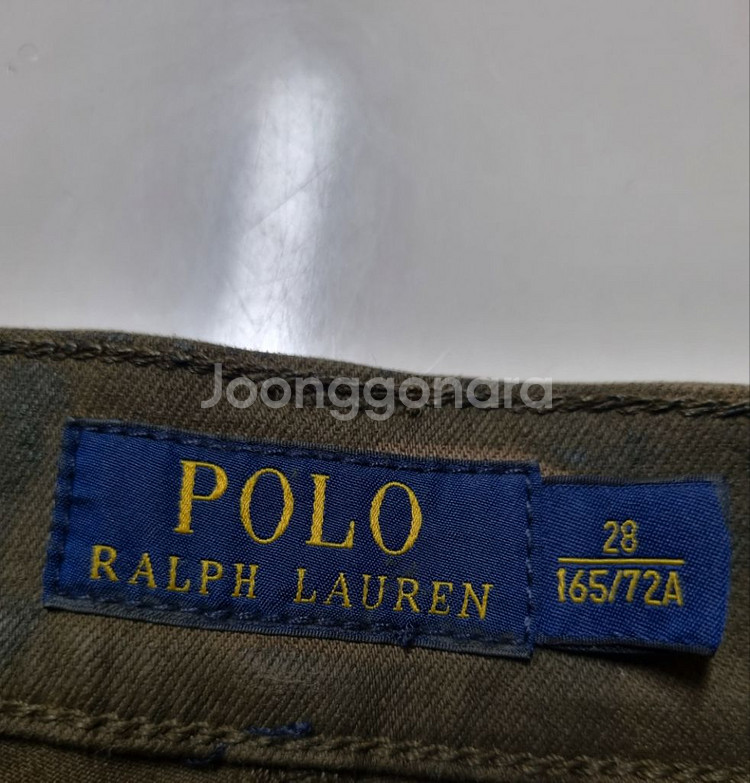 Joonggonara
POLO
RALPH LAUREN
28
165/72A